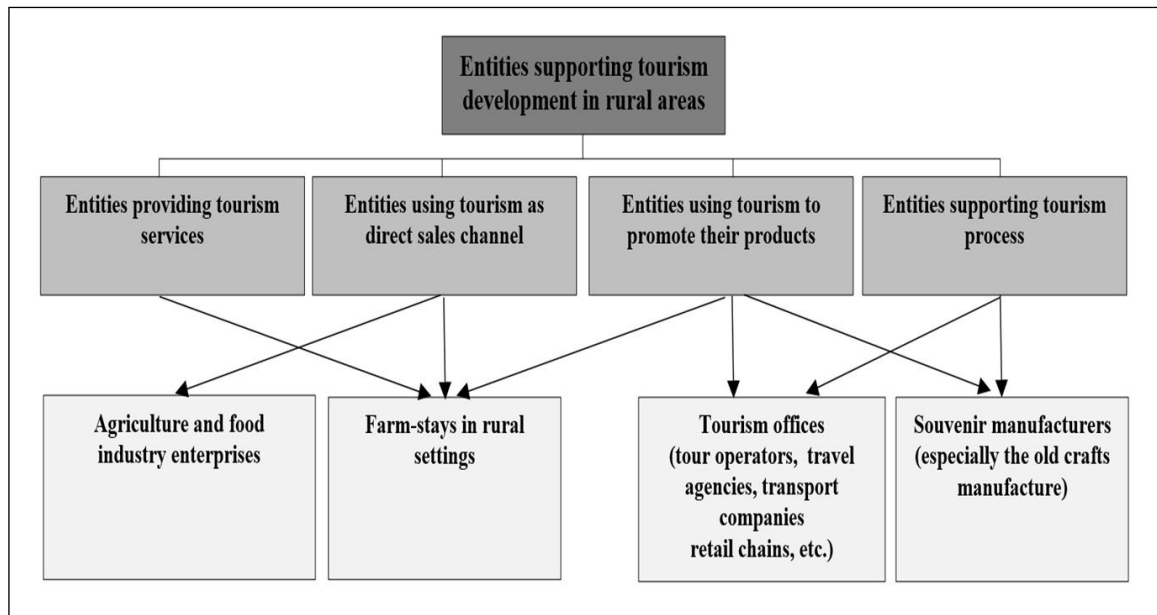 Entities supporting tourism
development in rural areas
Entities providing tourism
services
Entities using tourism as
direct sales channel
Entities using tourism to
promote their products
Entities supporting tourism
process
Agriculture and food
industry enterprises
Farm-stays in rural
settings
Tourism offices
(tour operators, travel
agencies, transport
companies
retail chains, etc.)
Souvenir manufacturers
(especially the old crafts
manufacture)